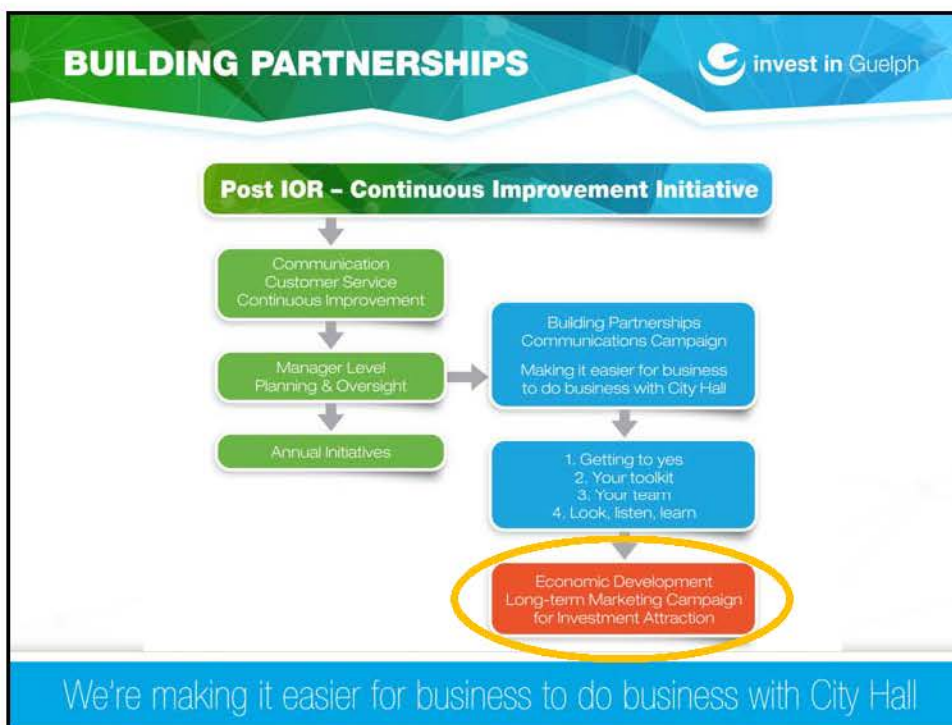 BUILDING PARTNERSHIPS
invest in Guelph
Post IOR – Continuous Improvement Initiative
Communication
Customer Service
Continuous Improvement
Manager Level
Planning & Oversight
Annual Initiatives
Building Partnerships
Communications Campaign
Making it easier for business
to do business with City Hall
1. Getting to yes
2. Your toolkit
3. Your team
4. Look, listen, learn
Economic Development
Long-term Marketing Campaign
for Investment Attraction
We're making it easier for business to do business with City Hall